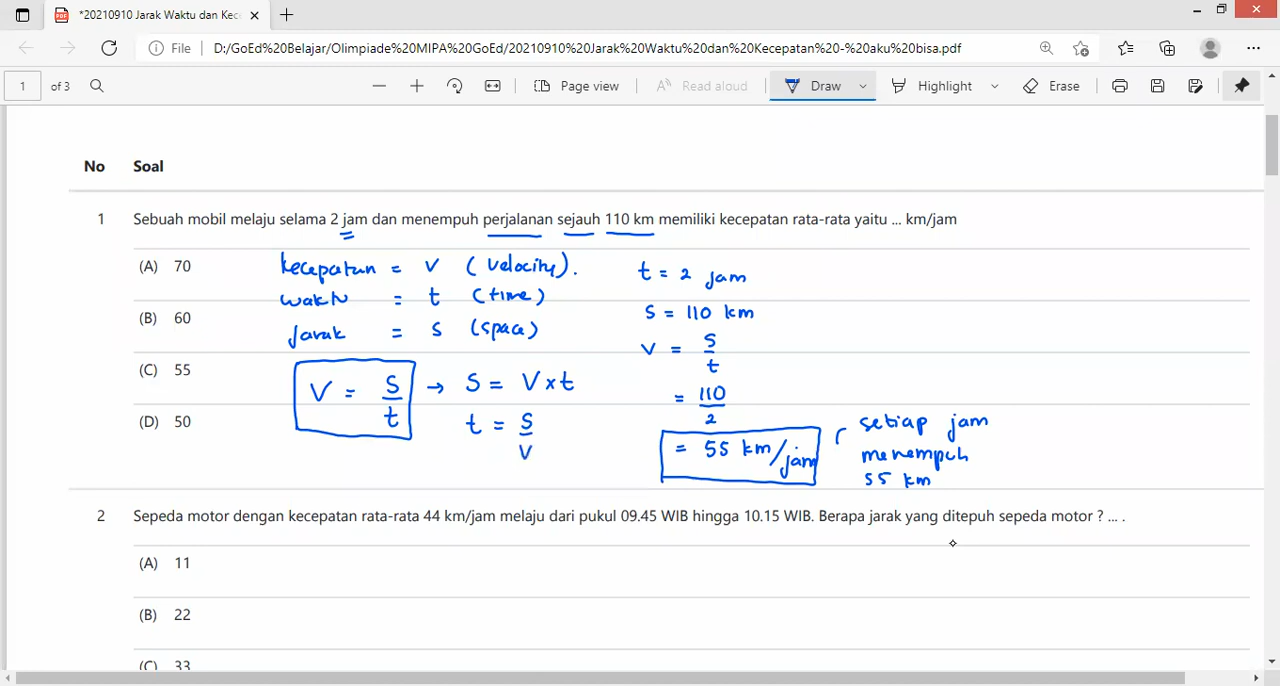 *20210910 Jarak Waktu dan Kece
File D:/GoEd%20Belajar/Olimpiade%20MIPA%20GoEd/20210910%20Jarak%20Waktu%20dan%20Kecepatan%20-%20aku%20bisa.pdf
1 of 3 Page view Read aloud Draw Highlight Erase
No Soal
1 Sebuah mobil melaju selama 2 jam dan menempuh perjalanan sejauh 110 km memiliki kecepatan rata-rata yaitu ... km/jam
(A) 70
(B) 60
(C) 55
(D) 50
kecepatan = V (velocity).
waktu = t (time)
jarak = s (space)
V = S/t → S = V×t
t = S/V
t = 2 jam
S = 110 km
V = S/t
= 110/2
= 55 km/jam
setiap jam
menempuh
55 km
2 Sepeda motor dengan kecepatan rata-rata 44 km/jam melaju dari pukul 09.45 WIB hingga 10.15 WIB. Berapa jarak yang ditepuh sepeda motor ? ... .
(A) 11
(B) 22
(C) 33